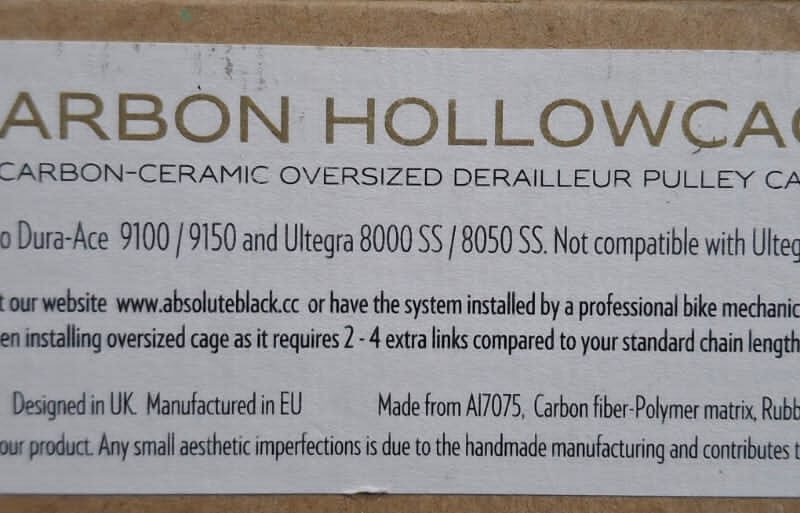 ARBON HOLLOWCAG
CARBON-CERAMIC OVERSIZED DERAILLEUR PULLEY CA
o Dura-Ace 9100 / 9150 and Ultegra 8000 SS / 8050 SS. Not compatible with Ulteg
t our website www.absoluteblack.cc or have the system installed by a professional bike mechanic
en installing oversized cage as it requires 2 - 4 extra links compared to your standard chain length
Designed in UK. Manufactured in EU Made from Al7075, Carbon fiber-Polymer matrix, Rubb
our product. Any small aesthetic imperfections is due to the handmade manufacturing and contributes t